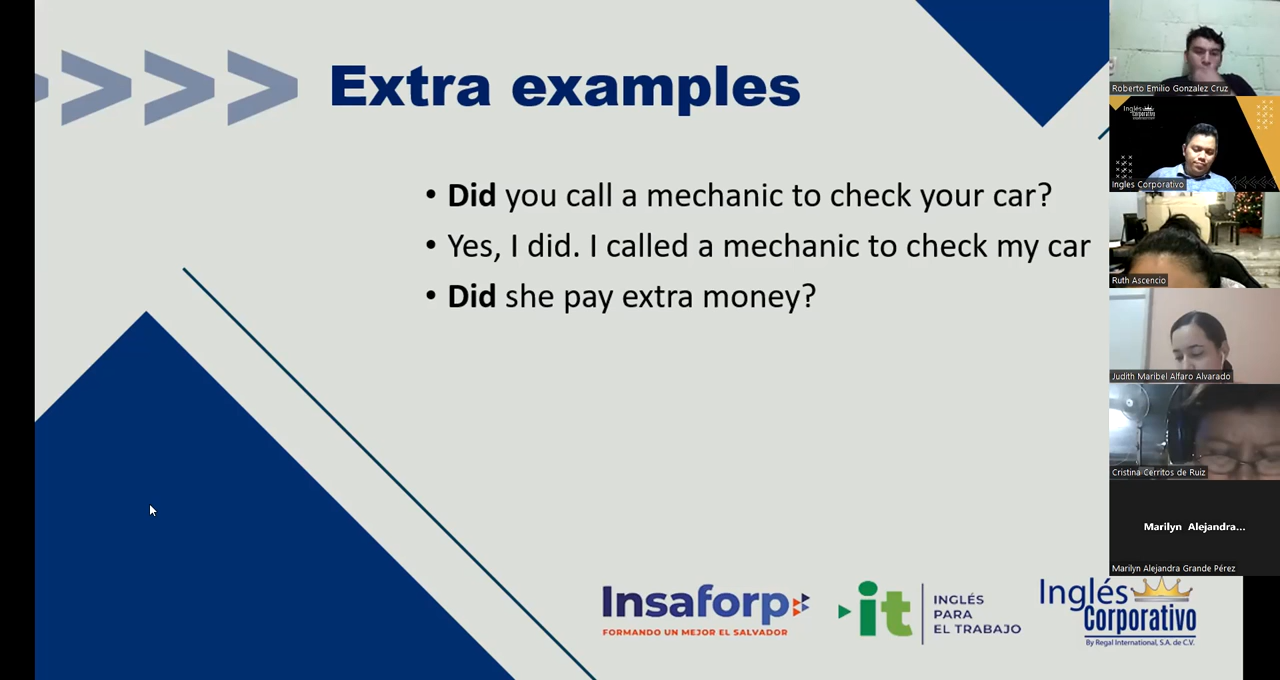 Extra examples
• Did you call a mechanic to check your car?
• Yes, I did. I called a mechanic to check my car
• Did she pay extra money?
Insaforp
FORMANDO UN MEJOR EL SALVADOR
it
INGLÉS
PARA
EL TRABAJO
Inglés
Corporativo
By Regal International, S.A. de C.V.
Roberto Emilio Gonzalez Cruz
Inglés
Corporativo
Ingles Corporativo
Ruth Ascencio
Judith Maribel Alfaro Alvarado
Cristina Cerritos de Ruiz
Marilyn Alejandra...
Marilyn Alejandra Grande Pérez